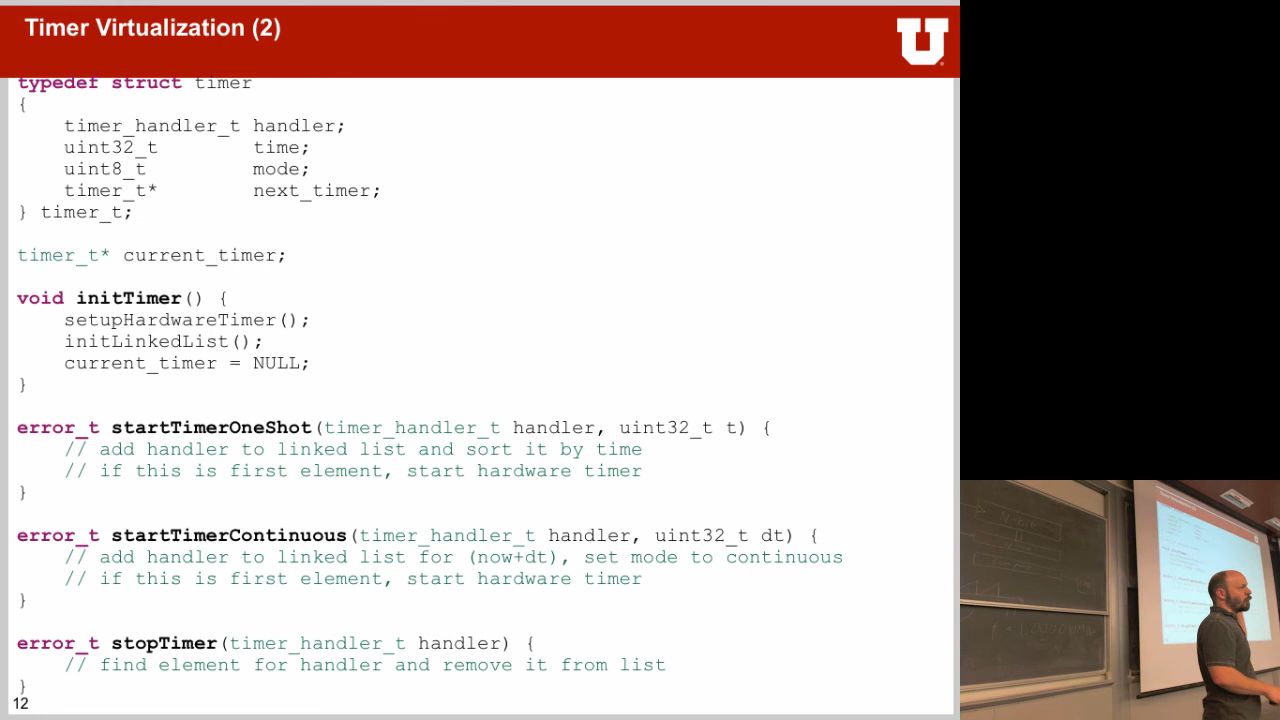 Timer Virtualization (2)
U
typedef struct timer
{
    timer_handler_t handler;
    uint32_t        time;
    uint8_t         mode;
    timer_t*        next_timer;
} timer_t;
timer_t* current_timer;
void initTimer() {
    setupHardwareTimer();
    initLinkedList();
    current_timer = NULL;
}
error_t startTimerOneShot(timer_handler_t handler, uint32_t t) {
    // add handler to linked list and sort it by time
    // if this is first element, start hardware timer
}
error_t startTimerContinuous(timer_handler_t handler, uint32_t dt) {
    // add handler to linked list for (now+dt), set mode to continuous
    // if this is first element, start hardware timer
}
error_t stopTimer(timer_handler_t handler) {
    // find element for handler and remove it from list
}
12